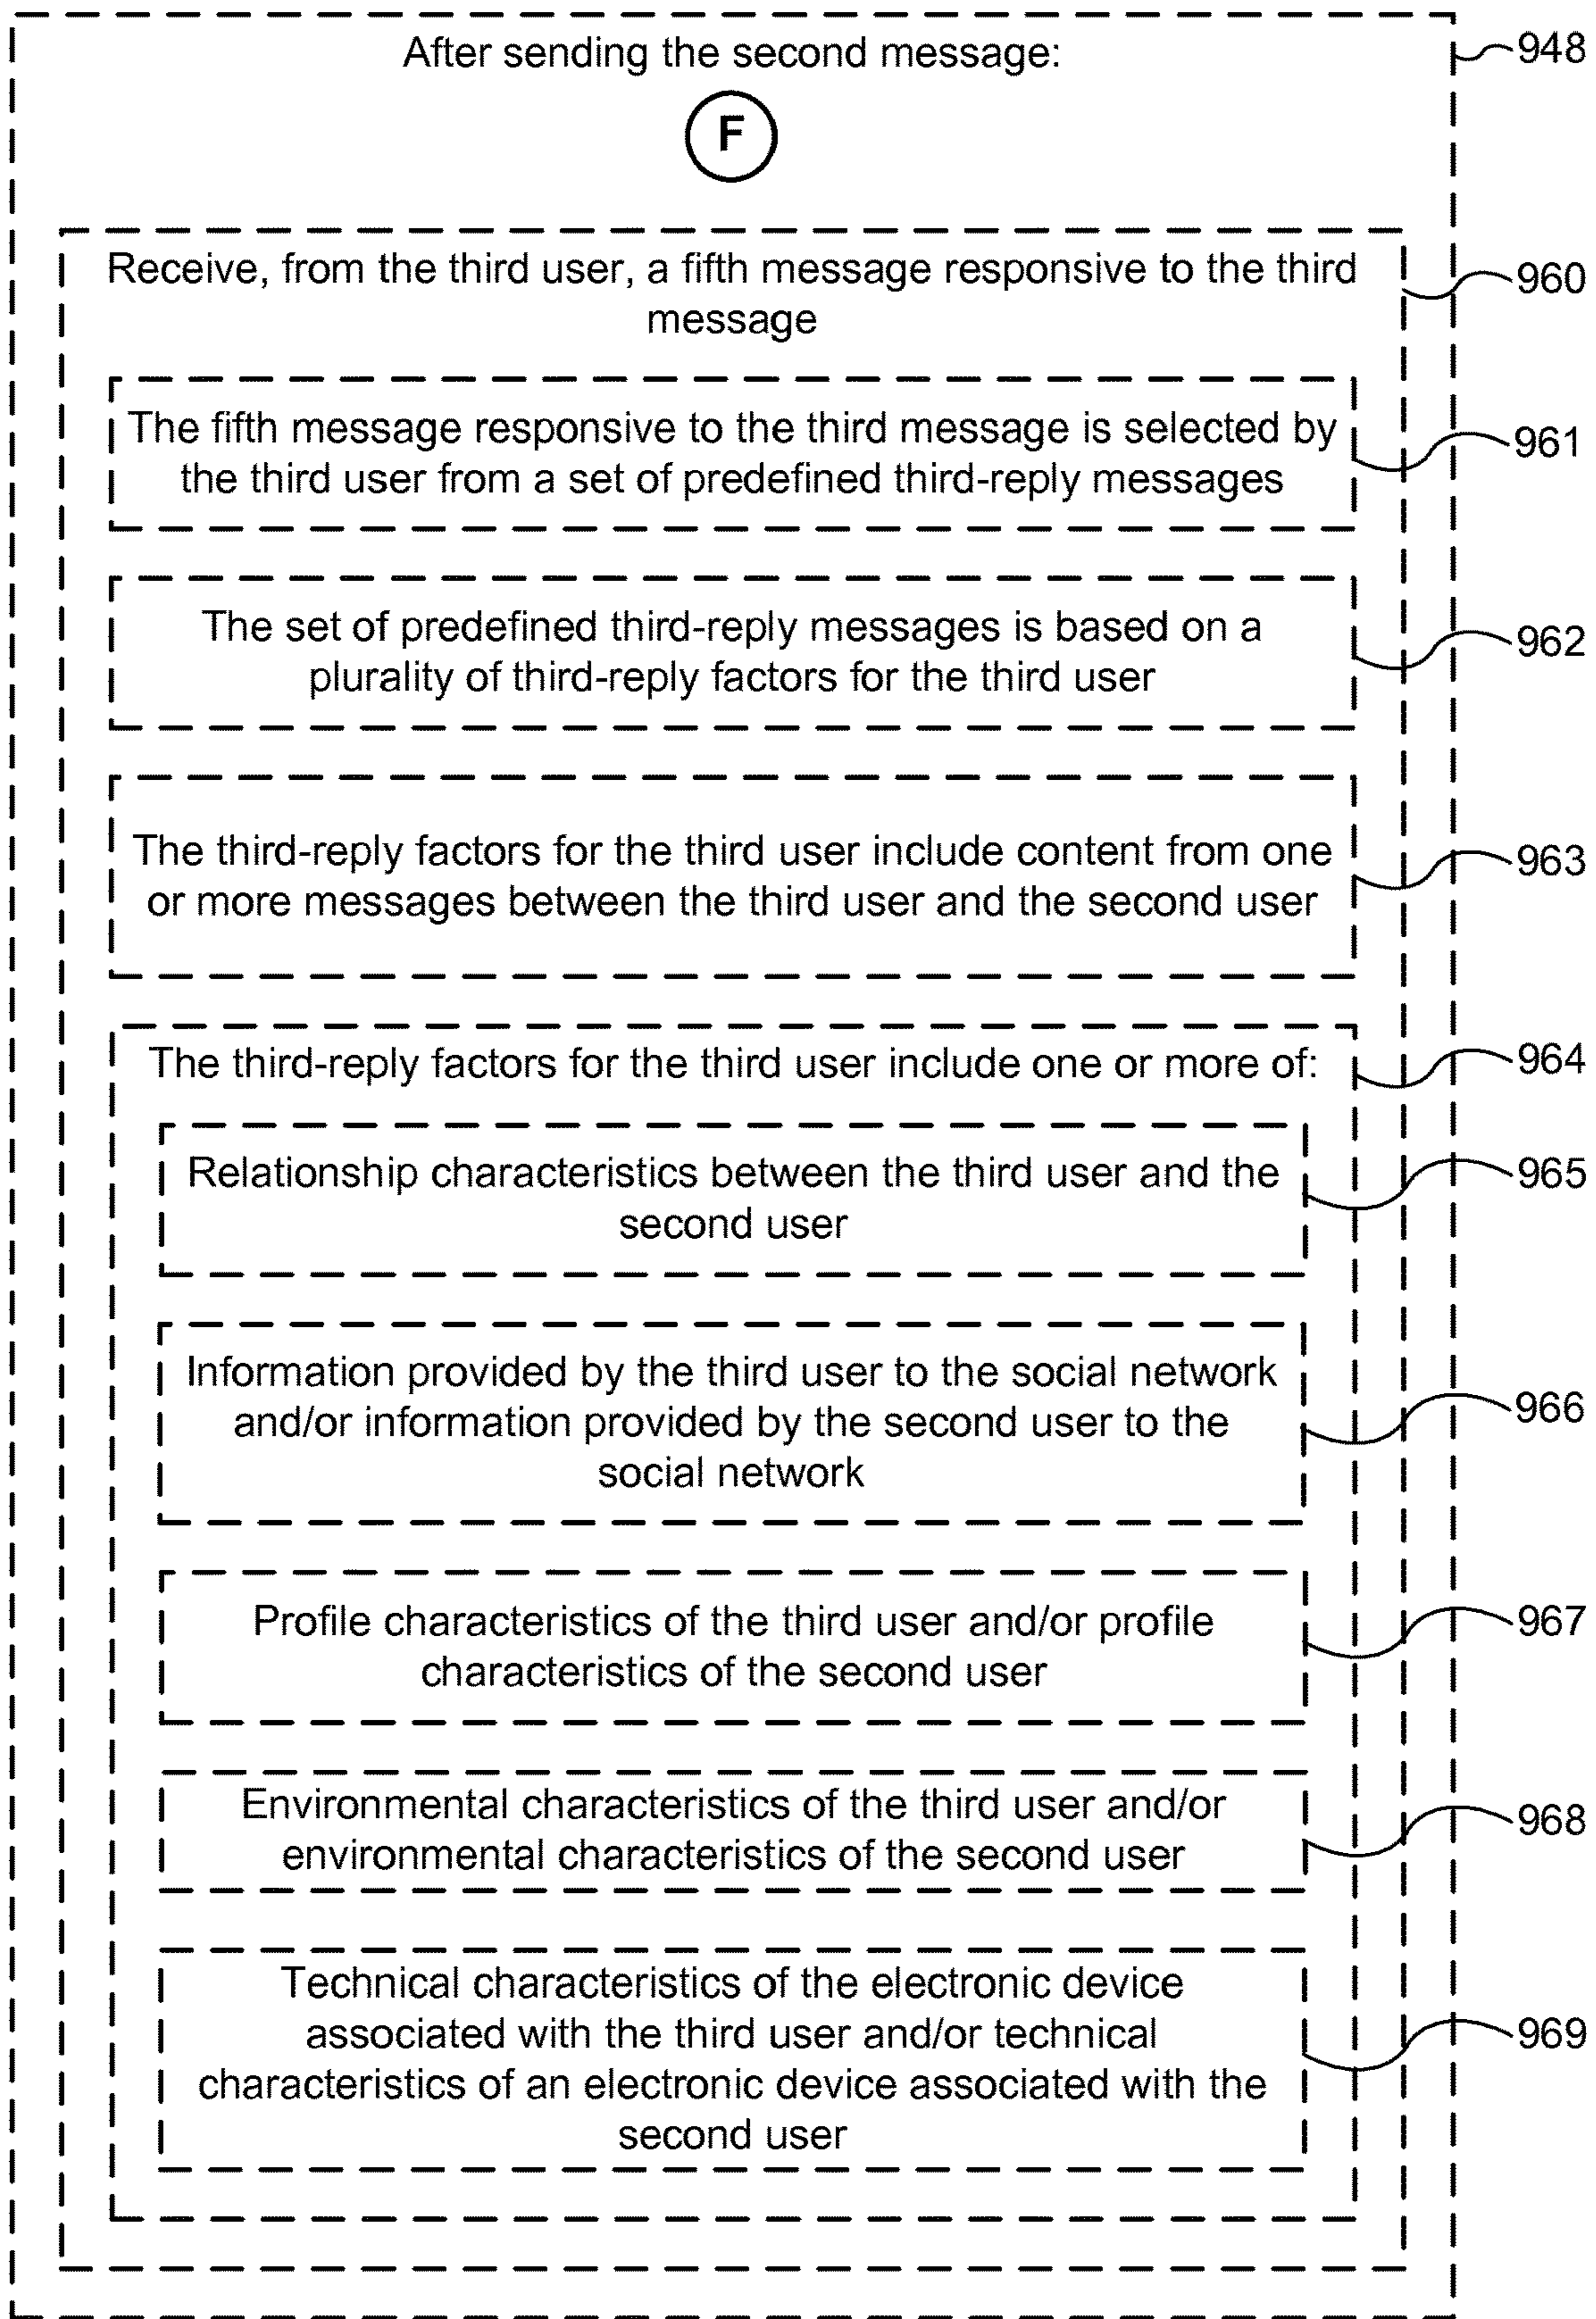 After sending the second message:
948
F
Receive, from the third user, a fifth message responsive to the third
message
960
The fifth message responsive to the third message is selected by
the third user from a set of predefined third-reply messages
961
The set of predefined third-reply messages is based on a
plurality of third-reply factors for the third user
962
The third-reply factors for the third user include content from one
or more messages between the third user and the second user
963
The third-reply factors for the third user include one or more of:
964
Relationship characteristics between the third user and the
second user
965
Information provided by the third user to the social network
and/or information provided by the second user to the
social network
966
Profile characteristics of the third user and/or profile
characteristics of the second user
967
Environmental characteristics of the third user and/or
environmental characteristics of the second user
968
Technical characteristics of the electronic device
associated with the third user and/or technical
characteristics of an electronic device associated with the
second user
969